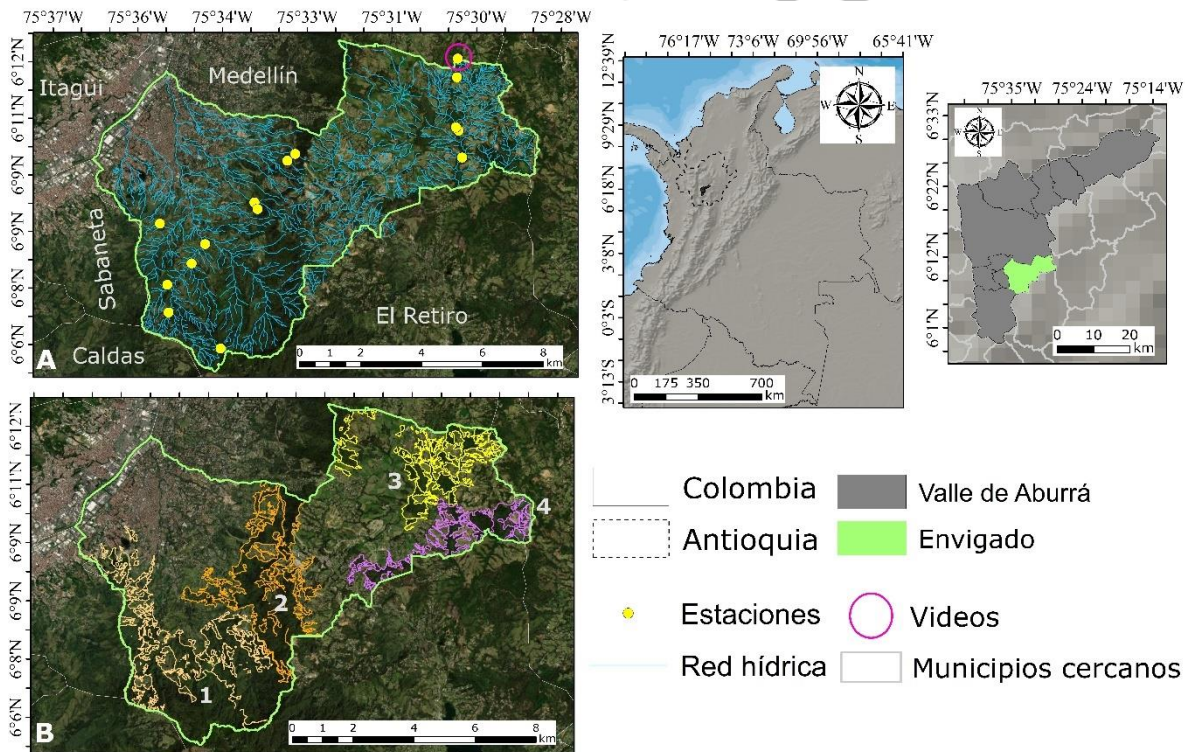 75°37'W 75°35'W 75°34'W 75°33'W 75°31'W 75°30'W 75°28'W
6°12'N
6°11'N
6°9'N
6°9'N
6°8'N
6°6'N
Itagui
Medellín
Sabaneta
Caldas
El Retiro
A
0 1 2 4 6 8
km
76°17'W 73°6'W 69°56'W 65°41'W
12°39'N
9°29'N
6°18'N
3°8'N
0°3'S
3°13'S
N
W E
S
0 175 350 700
km
75°35'W 75°24'W 75°14'W
6°33'N
6°22'N
6°12'N
6°1'N
N
W E
S
0 10 20
km
6°12'N
6°11'N
6°9'N
6°9'N
6°8'N
6°6'N
1
2
3
4
B
0 1 2 4 6 8
km
Colombia
Valle de Aburrá
Antioquia
Envigado
Estaciones
Videos
Red hídrica
Municipios cercanos